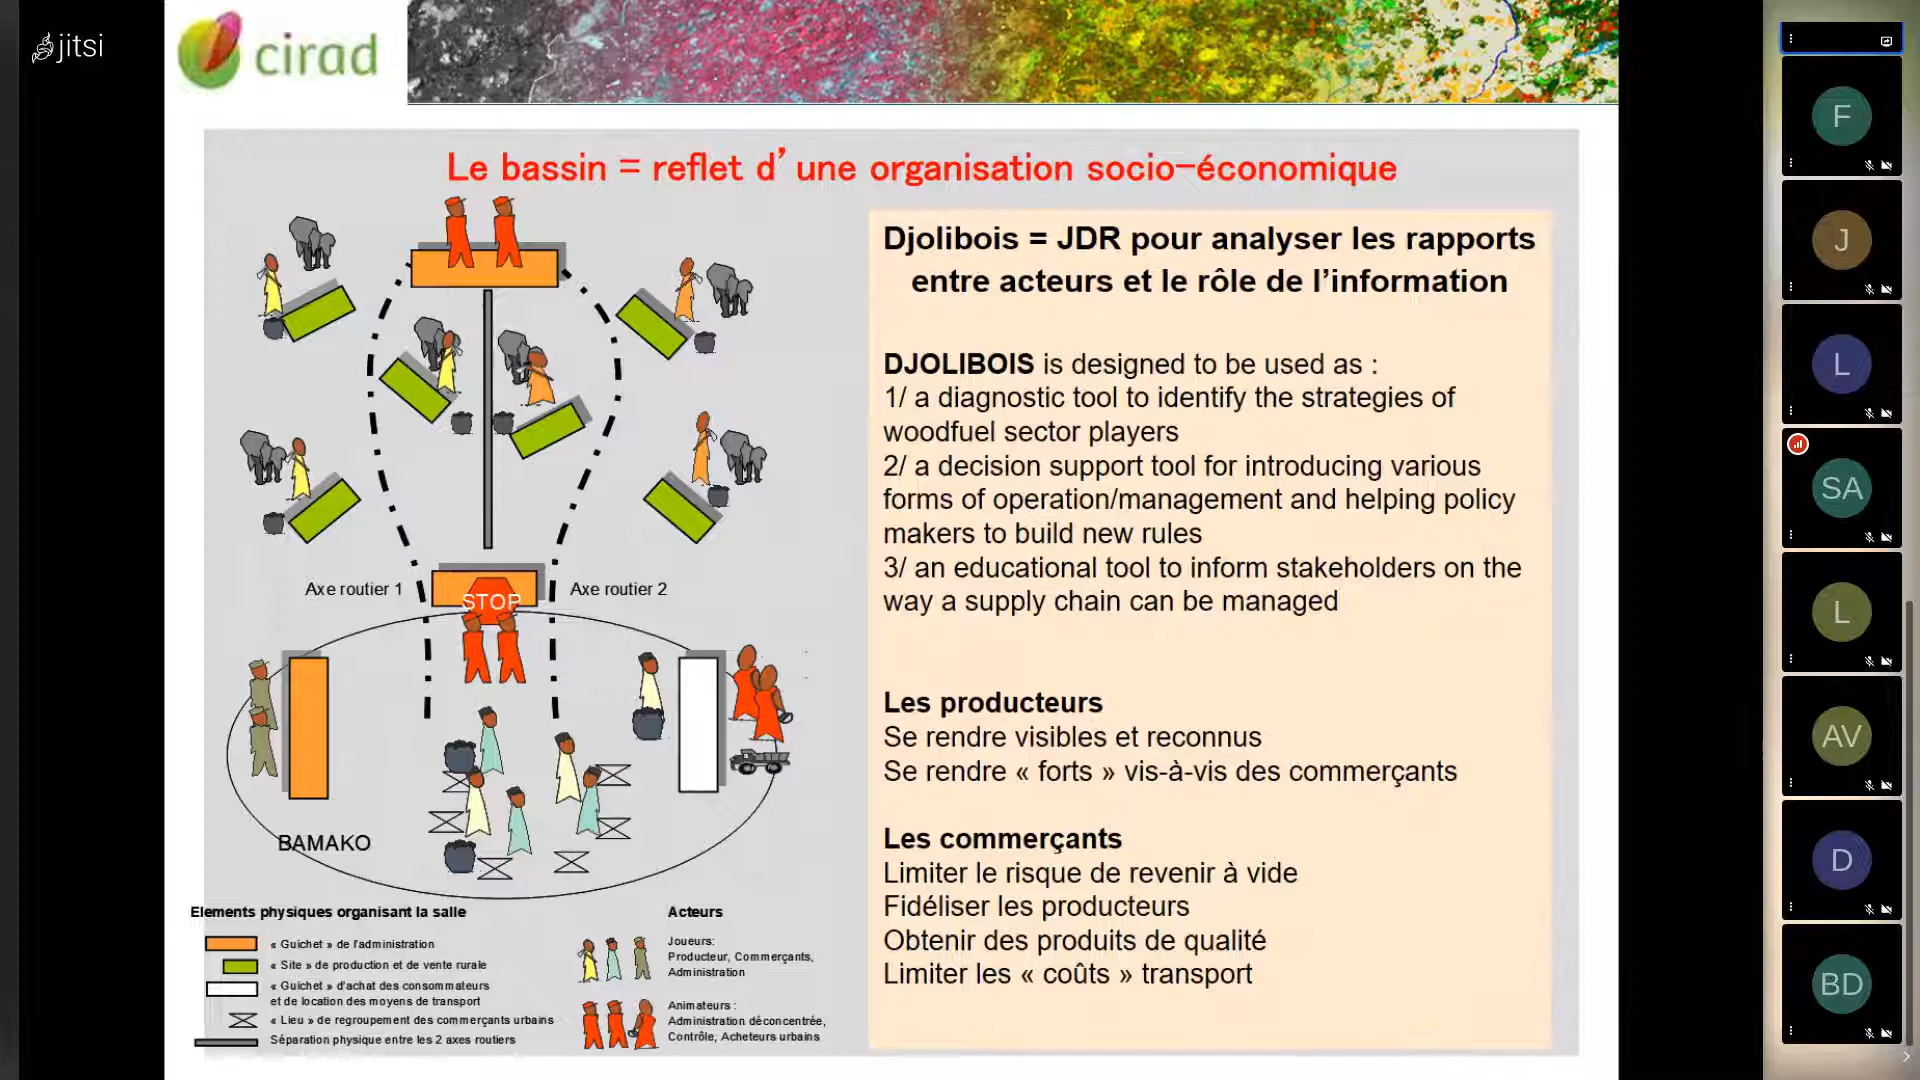 jitsi
cirad
Le bassin = reflet d’une organisation socio-économique
Axe routier 1
Axe routier 2
STOP
BAMAKO
Elements physiques organisant la salle
« Guichet » de l'administration
« Site » de production et de vente rurale
« Guichet » d'achat des consommateurs
et de location des moyens de transport
« Lieu » de regroupement des commerçants urbains
Séparation physique entre les 2 axes routiers
Acteurs
Joueurs:
Producteur, Commerçants,
Administration
Animateurs :
Administration déconcentrée,
Contrôle, Acheteurs urbains
Djolibois = JDR pour analyser les rapports
entre acteurs et le rôle de l’information
DJOLIBOIS is designed to be used as :
1/ a diagnostic tool to identify the strategies of
woodfuel sector players
2/ a decision support tool for introducing various
forms of operation/management and helping policy
makers to build new rules
3/ an educational tool to inform stakeholders on the
way a supply chain can be managed
Les producteurs
Se rendre visibles et reconnus
Se rendre « forts » vis-à-vis des commerçants
Les commerçants
Limiter le risque de revenir à vide
Fidéliser les producteurs
Obtenir des produits de qualité
Limiter les « coûts » transport
F
J
L
SA
L
AV
D
BD